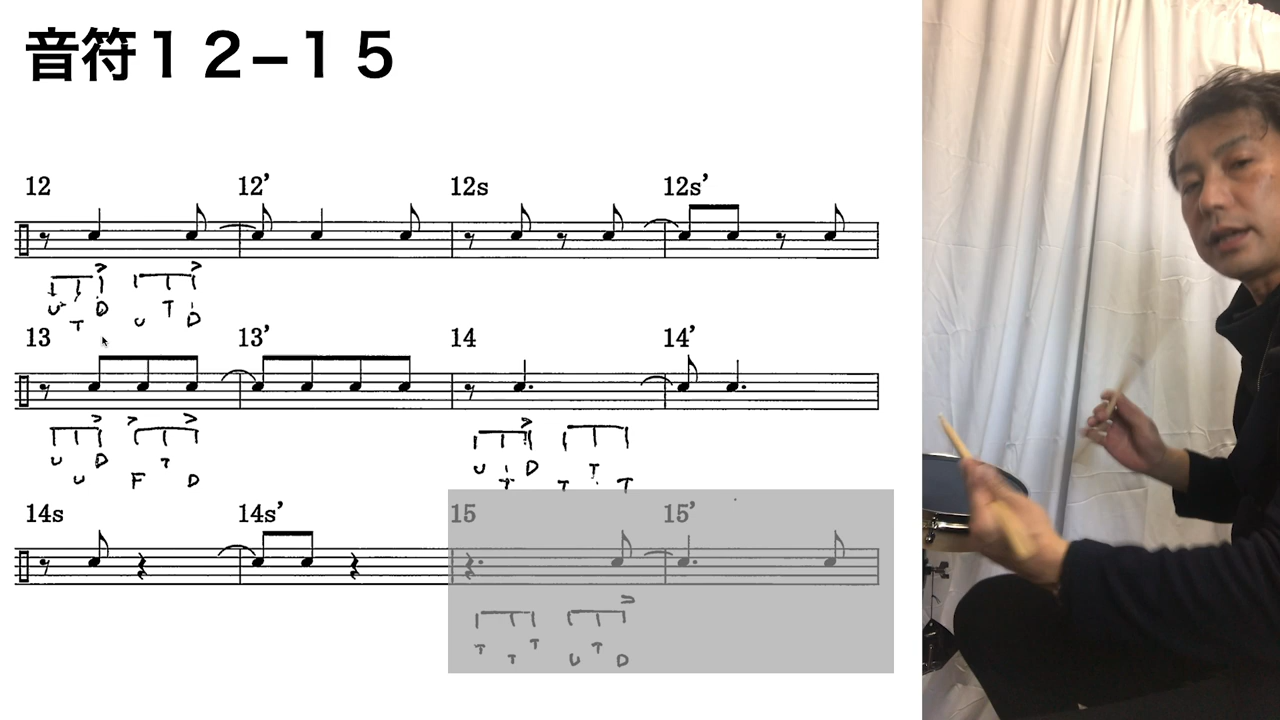 音符１２−１５
12 12’ 12s 12s’
U T D U T D
13 13’ 14 14’
U U D F T D U T D T T T
14s 14s’ 15 15’
T T T U T D